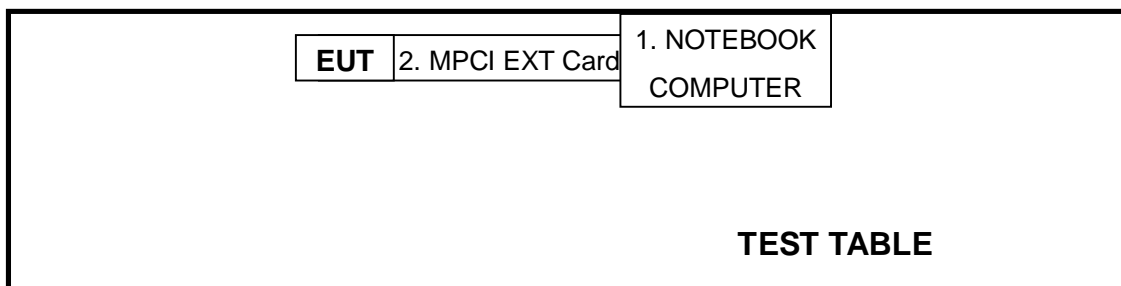 EUT
2. MPCI EXT Card
1. NOTEBOOK
COMPUTER
TEST TABLE